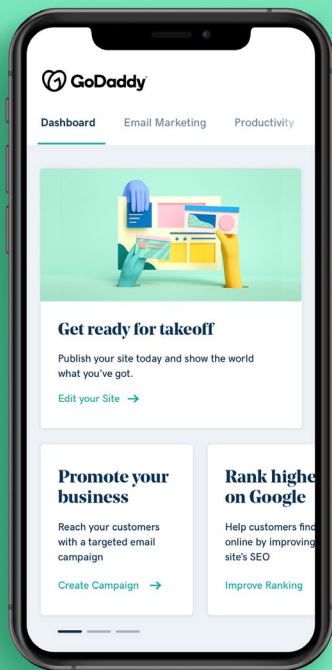 GoDaddy
Dashboard Email Marketing Productivity
Get ready for takeoff
Publish your site today and show the world
what you've got.
Edit your Site →
Promote your
business
Reach your customers
with a targeted email
campaign
Create Campaign →
Rank highe
on Google
Help customers find
online by improving
site's SEO
Improve Ranking